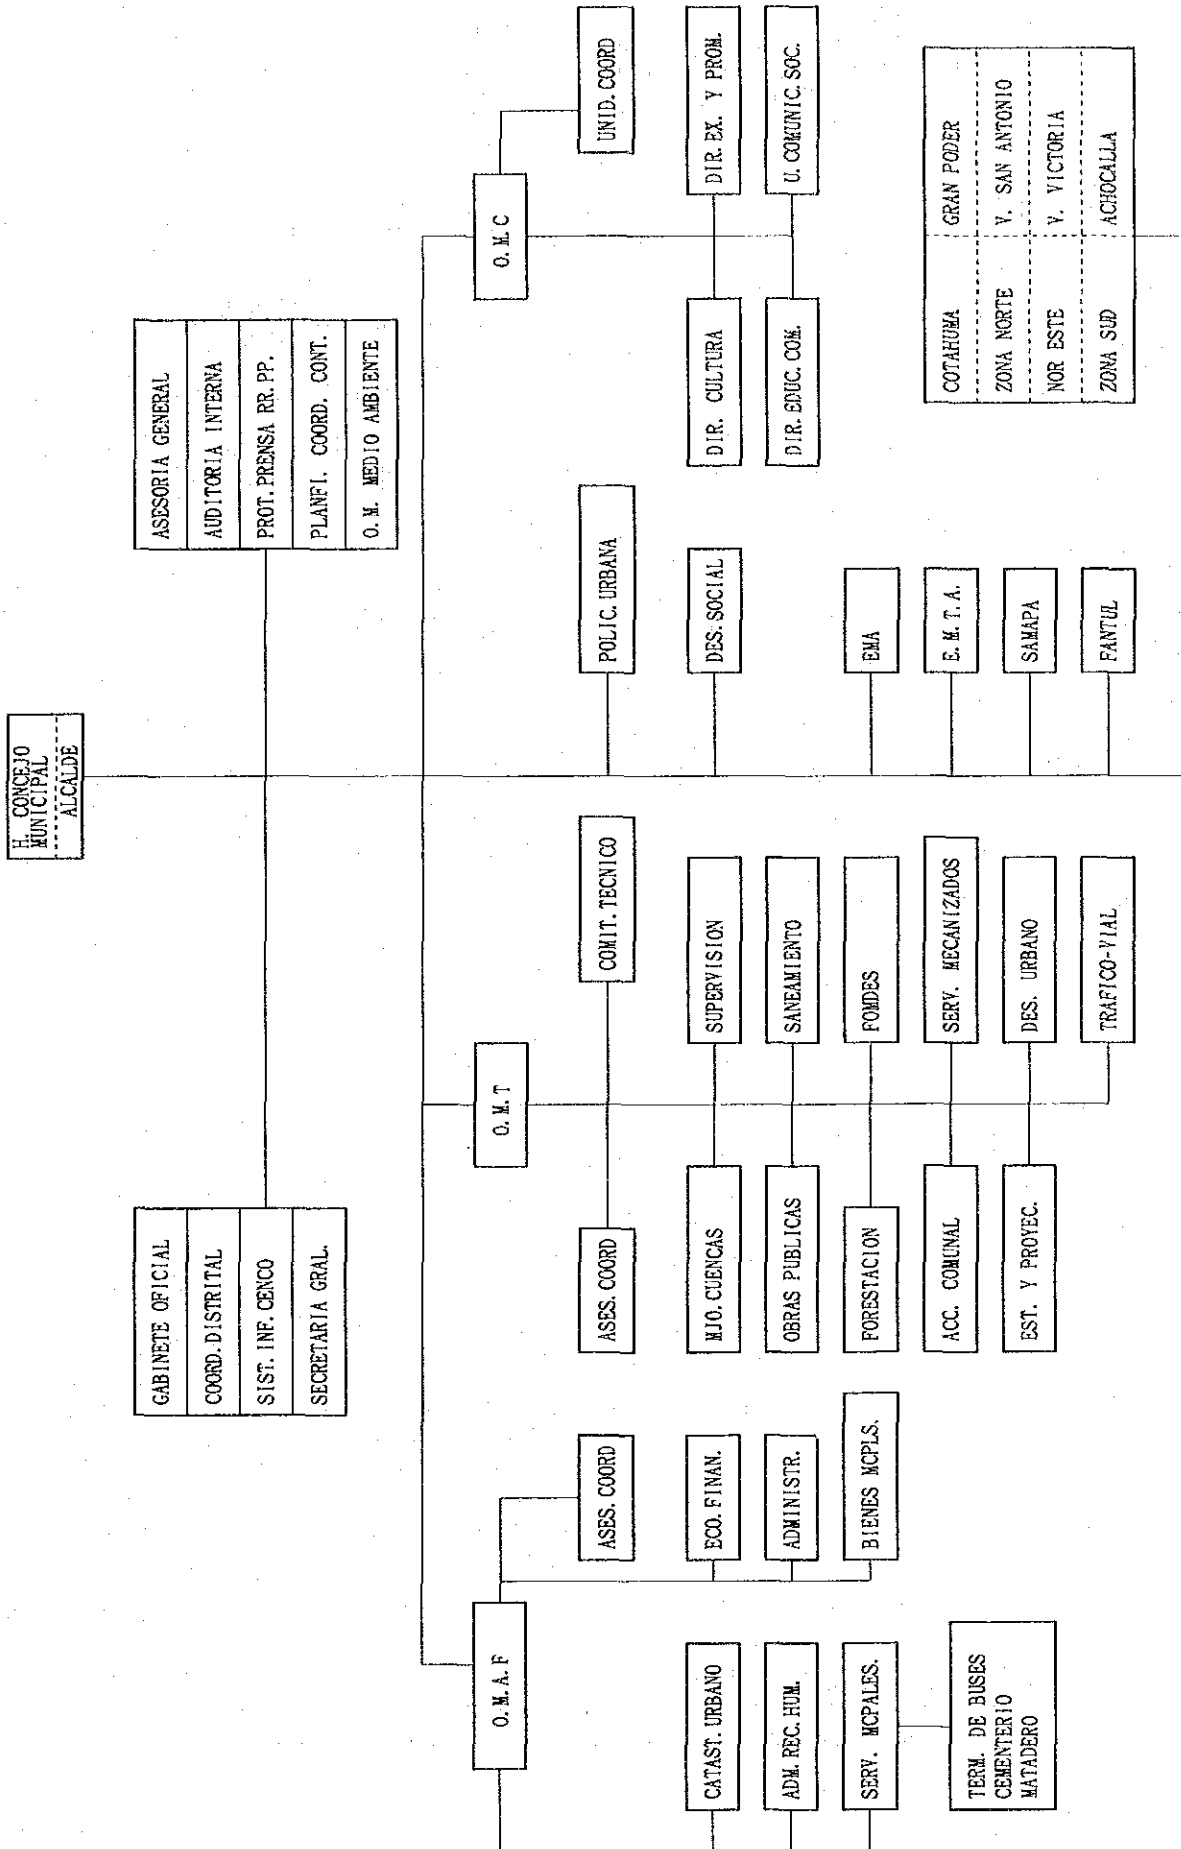 H. CONCEJO
MUNICIPAL
ALCALDE
GABINETE OFICIAL
COORD. DISTRITAL
SIST. INF. CENCO
SECRETARIA GRAL.
ASESORIA GENERAL
AUDITORIA INTERNA
PROT. PRENSA RR. PP.
PLANFI. COORD. CONT.
O. M. MEDIO AMBIENTE
O. M. A. F
O. M. T
O. M. C
ASES. COORD
ASES. COORD
COMIT. TECNICO
POLIC. URBANA
UNID. COORD
CATAST. URBANO
ECO. FINAN.
MJO. CUENCAS
SUPERVISION
DES. SOCIAL
DIR. CULTURA
DIR. EX. Y PROM.
ADM. REC. HUM.
ADMINISTR.
OBRAS PUBLICAS
SANEAMIENTO
DIR. EDUC. COM.
U. COMUNIC. SOC.
SERV. MCPALES.
BIENES MCPLS.
FORESTACION
FOMDES
EMA
TERM. DE BUSES
CEMENTERIO
MATADERO
ACC. COMUNAL
SERV. MECANIZADOS
E. M. T. A.
COTAHUMA GRAN PODER
EST. Y PROYEC.
DES. URBANO
SAMAPA
ZONA NORTE V. SAN ANTONIO
NOR ESTE V. VICTORIA
TRAFICO-VIAL
FANTUL
ZONA SUD ACHOCALLA